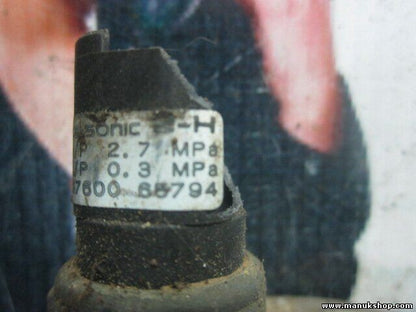 sonic -H
P 2.7 MPa
P 0.3 MPa
7600 65794
www.manukshop.com